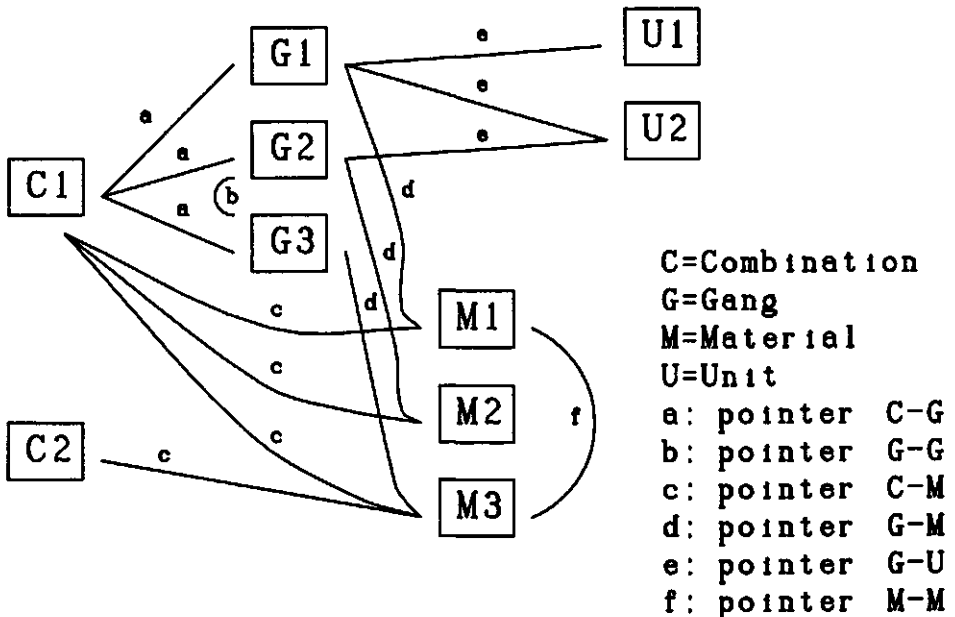 G1
e
U1
e
a
G2
e
U2
a
C1
b
d
a
G3
d
C=Combination
c
d
M1
G=Gang
M=Material
c
U=Unit
M2
f
a: pointer C-G
C2
c
c
b: pointer G-G
c: pointer C-M
M3
d: pointer G-M
e: pointer G-U
f: pointer M-M